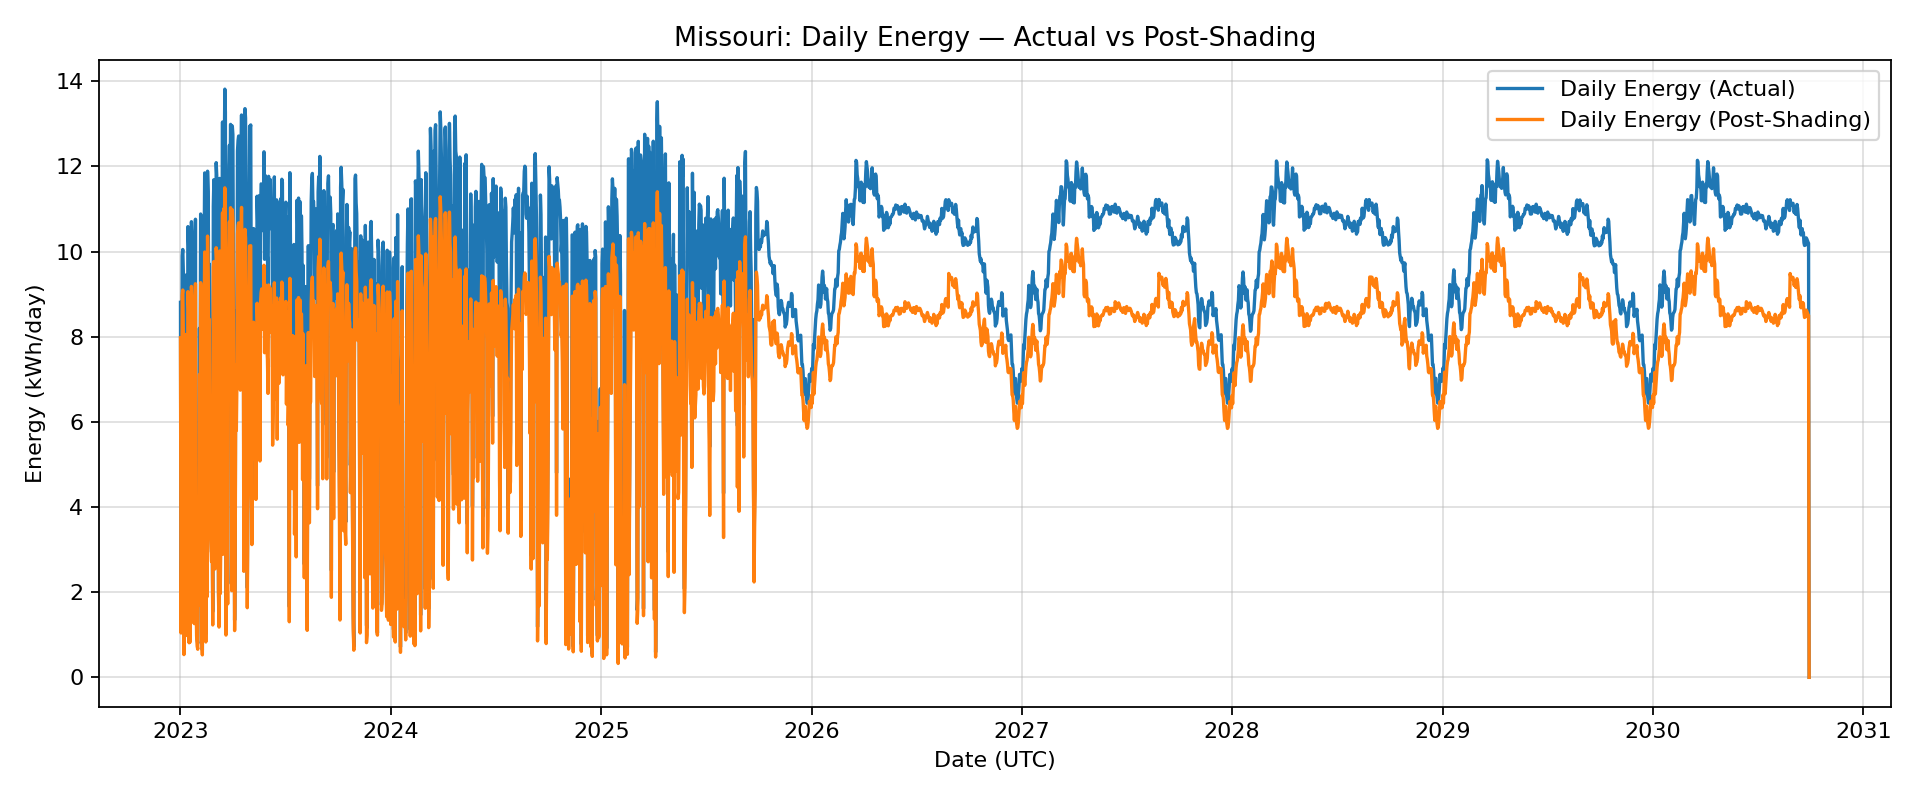 Missouri: Daily Energy — Actual vs Post-Shading
Daily Energy (Actual)
Daily Energy (Post-Shading)
Energy (kWh/day)
14
12
10
8
6
4
2
0
2023 2024 2025 2026 2027 2028 2029 2030 2031
Date (UTC)